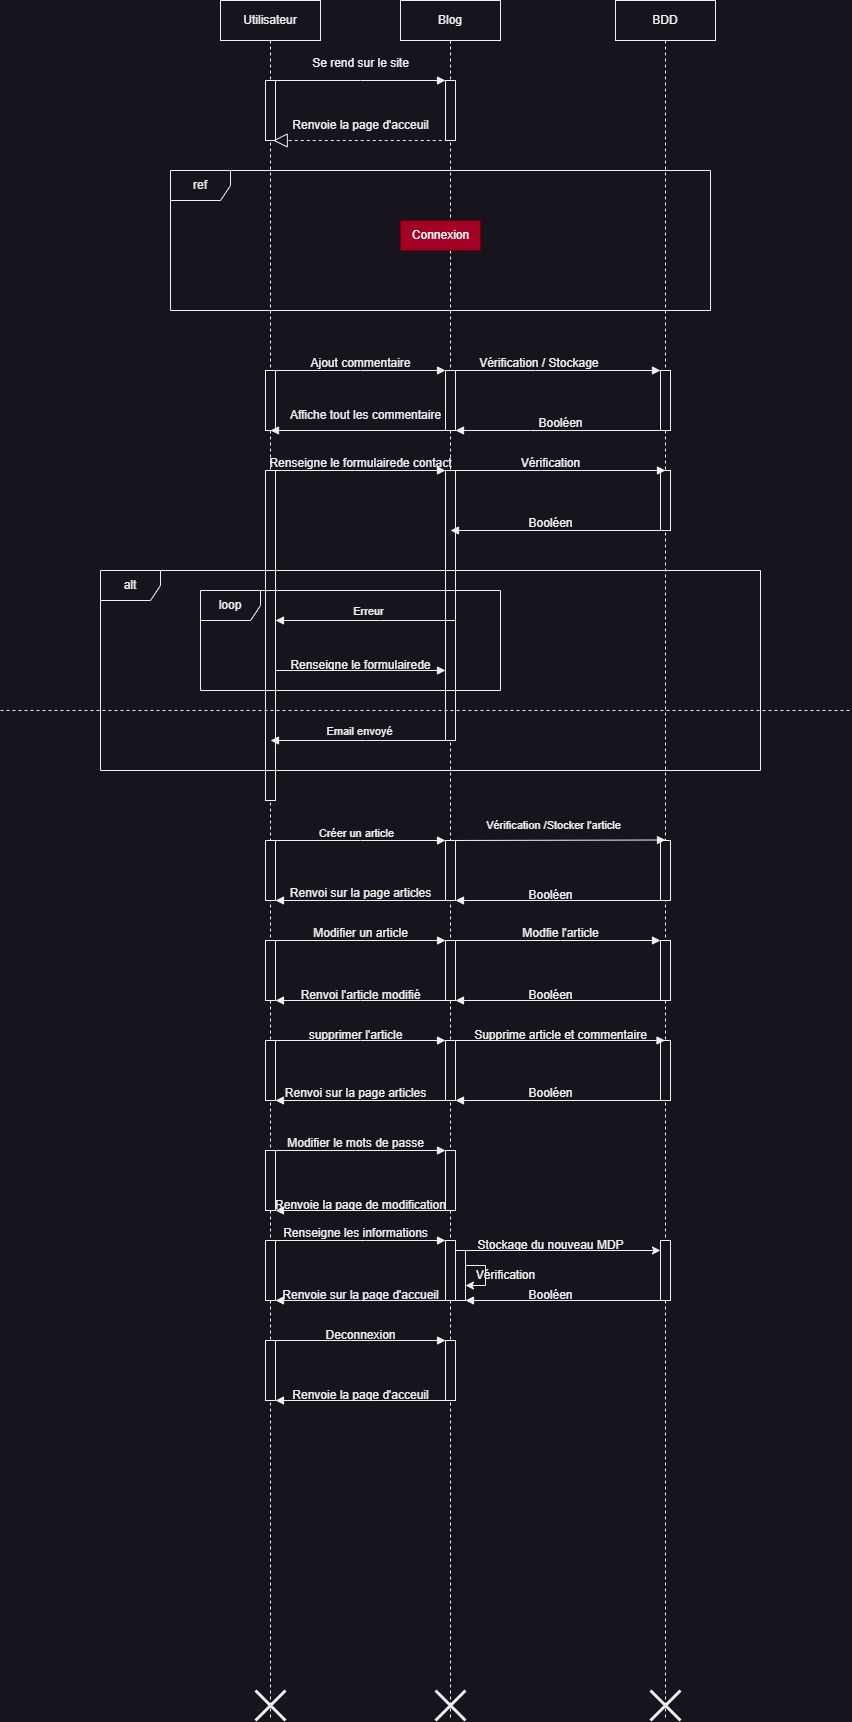 Utilisateur
Blog
BDD
Se rend sur le site
Renvoie la page d'acceuil
ref
Connexion
Ajout commentaire
Vérification / Stockage
Affiche tout les commentaire
Booléen
Renseigne le formulairede contact
Vérification
Booléen
alt
loop
Erreur
Renseigne le formulairede
Email envoyé
Créer un article
Vérification /Stocker l'article
Renvoi sur la page articles
Booléen
Modifier un article
Modfie l'article
Renvoi l'article modifié
Booléen
supprimer l'article
Supprime article et commentaire
Renvoi sur la page articles
Booléen
Modifier le mots de passe
Renvoie la page de modification
Renseigne les informations
Stockage du nouveau MDP
Vérification
Renvoie sur la page d'accueil
Booléen
Deconnexion
Renvoie la page d'acceuil